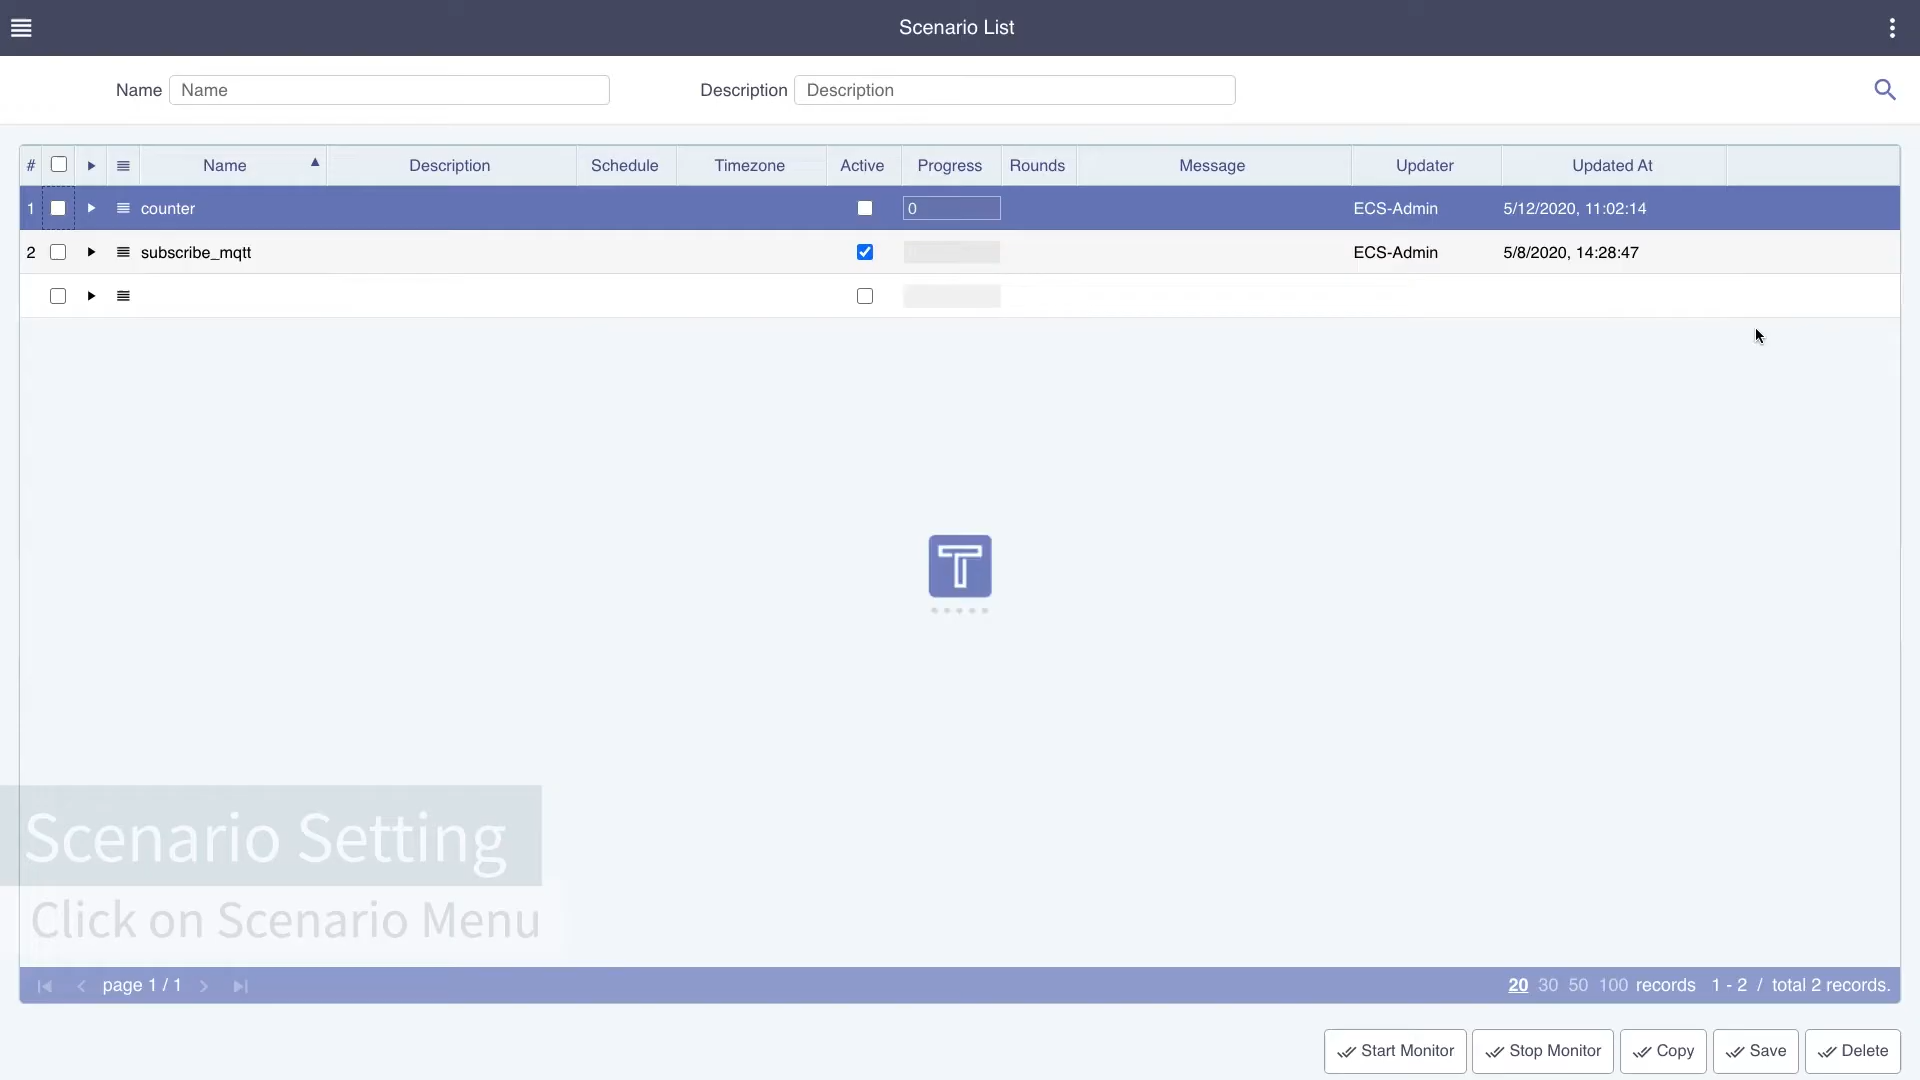 Scenario List
Name Name Description Description
# Name Description Schedule Timezone Active Progress Rounds Message Updater Updated At
1 counter 0 ECS-Admin 5/12/2020, 11:02:14
2 subscribe_mqtt ECS-Admin 5/8/2020, 14:28:47
T
Scenario Setting
Click on Scenario Menu
page 1 / 1 20 30 50 100 records 1 - 2 / total 2 records.
Start Monitor Stop Monitor Copy Save Delete